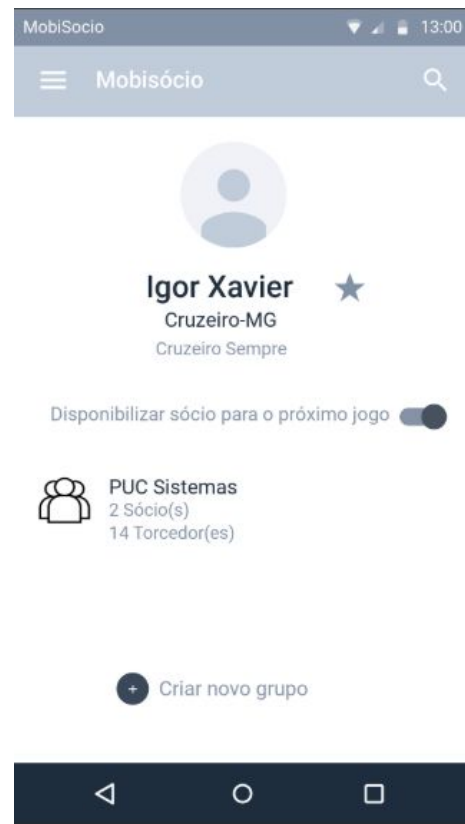 MobiSocio 13:00
Mobisócio
Igor Xavier
Cruzeiro-MG
Cruzeiro Sempre
Disponibilizar sócio para o próximo jogo
PUC Sistemas
2 Sócio(s)
14 Torcedor(es)
+ Criar novo grupo